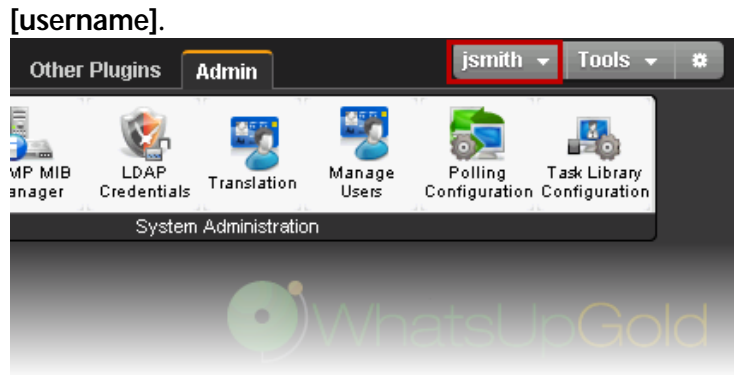 [username].
Other Plugins Admin jsmith Tools
MP MIB anager
LDAP Credentials
Translation
Manage Users
Polling Configuration
Task Library Configuration
System Administration
WhatsUpGold